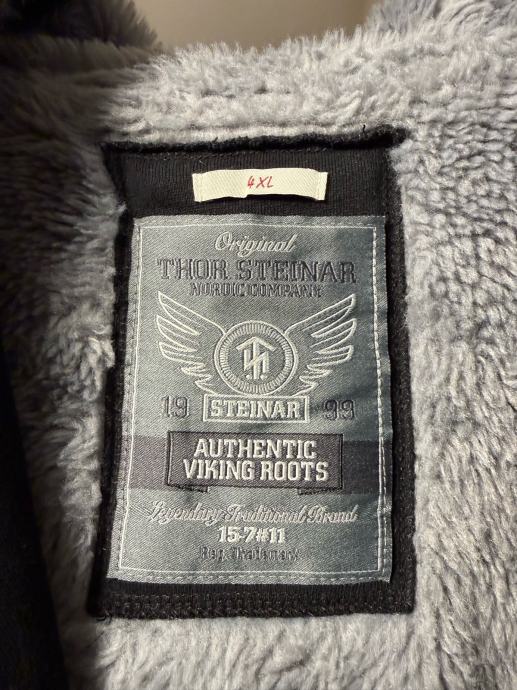 4XL
Original
THOR STEINAR
NORDIC COMPANY
19 STEINAR 99
AUTHENTIC
VIKING ROOTS
Legendary Traditional Brand
15-7#11
Reg. Trademark